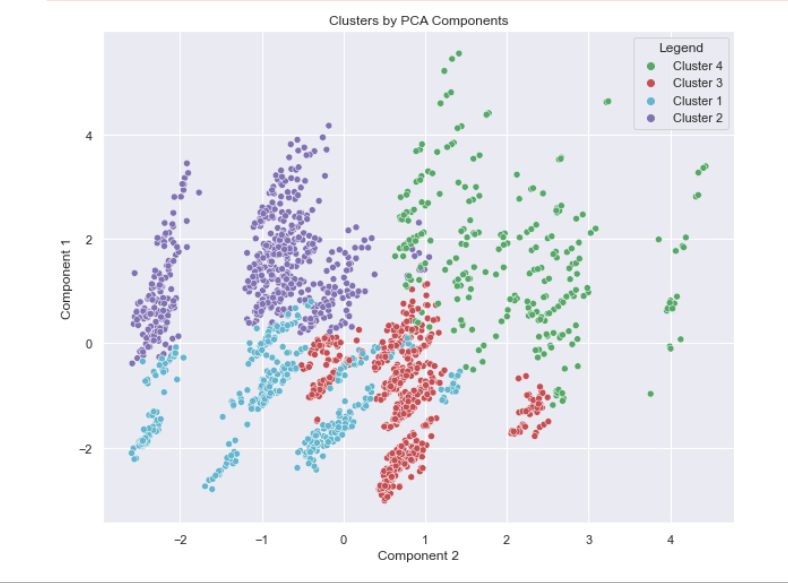 Clusters by PCA Components
Legend
Cluster 4
Cluster 3
Cluster 1
Cluster 2
4
2
0
−2
Component 1
−2 −1 0 1 2 3 4
Component 2